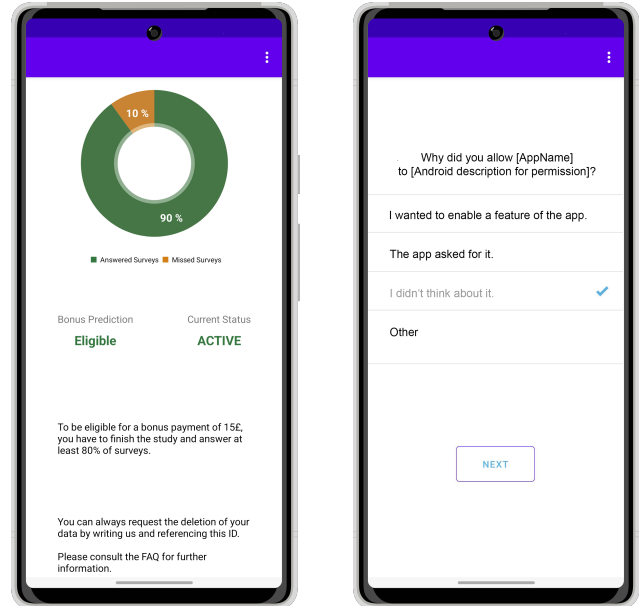 10 %
90 %
Answered Surveys Missed Surveys
Bonus Prediction Current Status
Eligible ACTIVE
To be eligible for a bonus payment of 15£,
you have to finish the study and answer at
least 80% of surveys.
You can always request the deletion of your
data by writing us and referencing this ID.
Please consult the FAQ for further
information.
Why did you allow [AppName]
to [Android description for permission]?
I wanted to enable a feature of the app.
The app asked for it.
I didn't think about it.
Other
NEXT